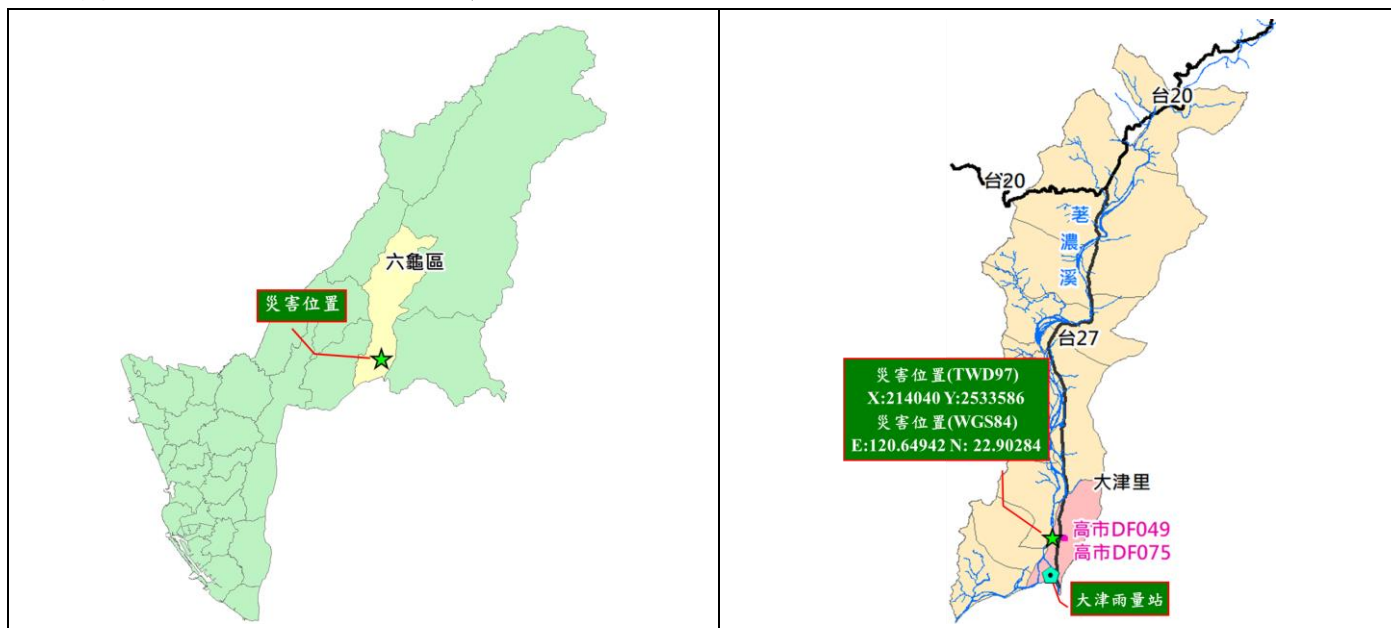 六龜區
災害位置
台20
台20
荖濃溪
台27
災害位置(TWD97)
X:214040 Y:2533586
災害位置(WGS84)
E:120.64942 N: 22.90284
大津里
高市DF049
高市DF075
大津雨量站